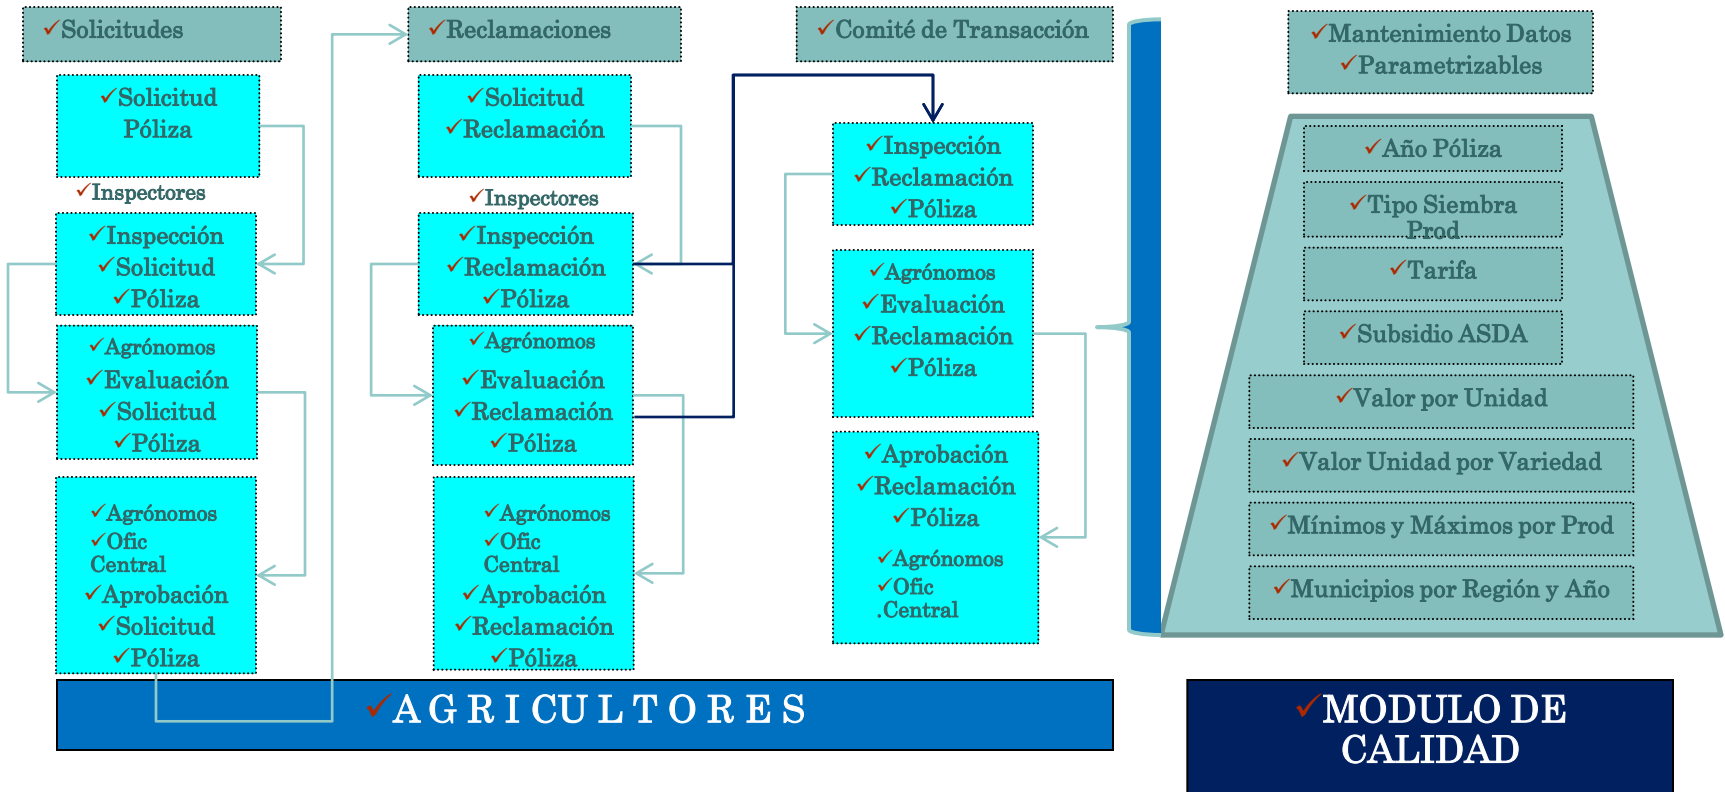 ✓Solicitudes
✓Solicitud
Póliza
✓Inspectores
✓Inspección
✓Solicitud
✓Póliza
✓Agrónomos
✓Evaluación
✓Solicitud
✓Póliza
✓Agrónomos
✓Ofic
Central
✓Aprobación
✓Solicitud
✓Póliza
✓Reclamaciones
✓Solicitud
✓Reclamación
✓Inspectores
✓Inspección
✓Reclamación
✓Póliza
✓Agrónomos
✓Evaluación
✓Reclamación
✓Póliza
✓Agrónomos
✓Ofic
Central
✓Aprobación
✓Reclamación
✓Póliza
✓Comité de Transacción
✓Inspección
✓Reclamación
✓Póliza
✓Agrónomos
✓Evaluación
✓Reclamación
✓Póliza
✓Aprobación
✓Reclamación
✓Póliza
✓Agrónomos
✓Ofic
.Central
✓Mantenimiento Datos
✓Parametrizables
✓Año Póliza
✓Tipo Siembra
Prod
✓Tarifa
✓Subsidio ASDA
✓Valor por Unidad
✓Valor Unidad por Variedad
✓Mínimos y Máximos por Prod
✓Municipios por Región y Año
✓A G R I C U L T O R E S
✓MODULO DE
CALIDAD